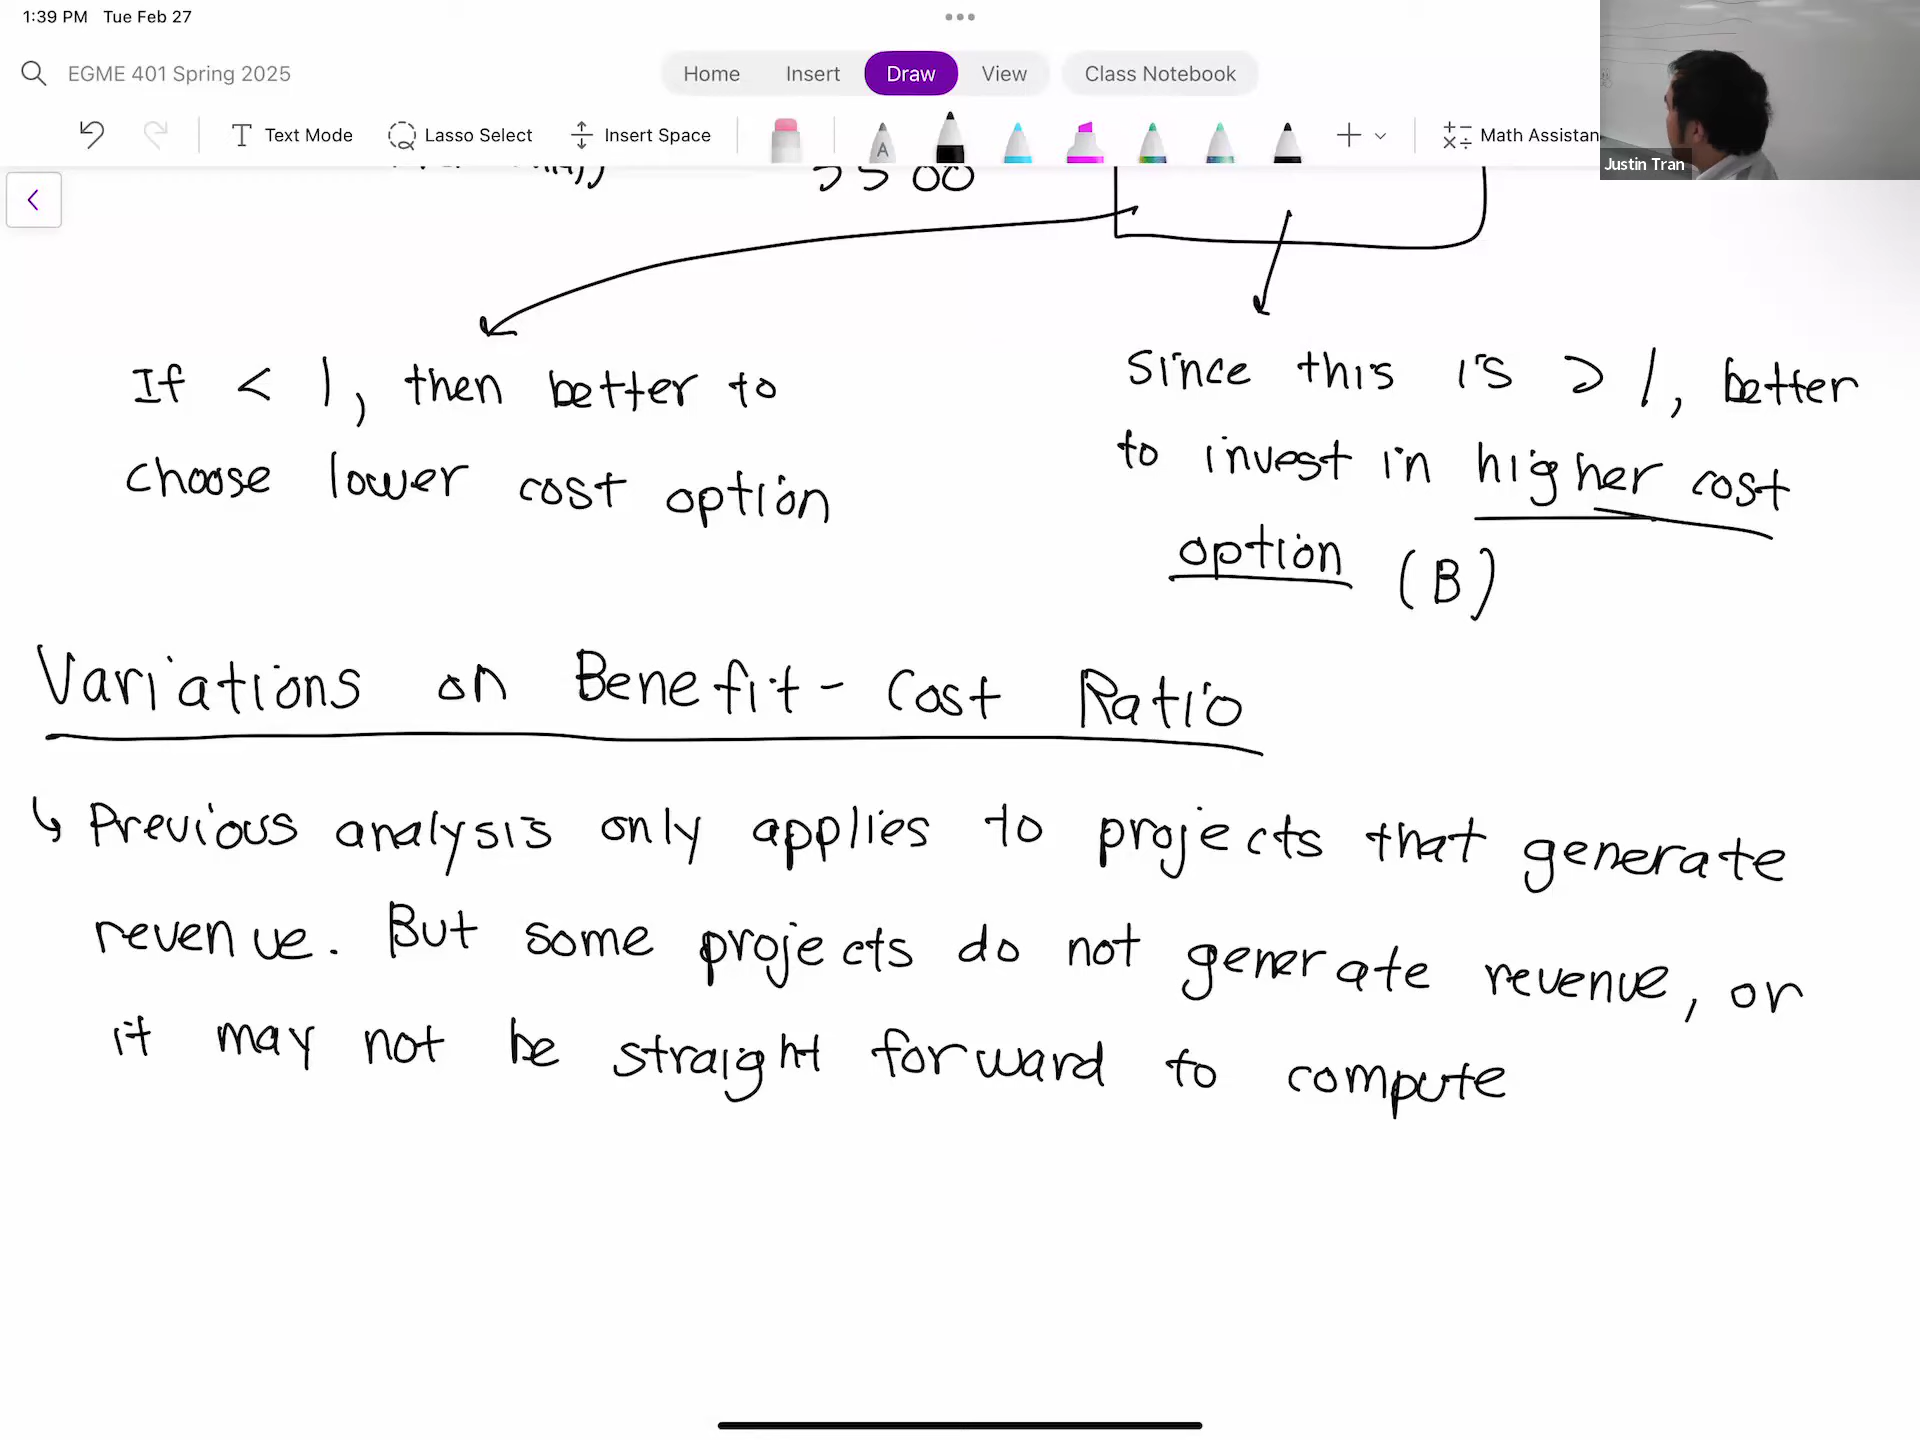 1:39 PM Tue Feb 27
EGME 401 Spring 2025
Home Insert Draw View Class Notebook
Text Mode Lasso Select Insert Space A Math Assistan
Justin Tran
5500
If < 1, then better to
choose lower cost option
Since this is > 1, better
to invest in higher cost
option (B)
Variations on Benefit - Cost Ratio
↳ Previous analysis only applies to projects that generate
revenue. But some projects do not generate revenue, or
it may not be straight forward to compute